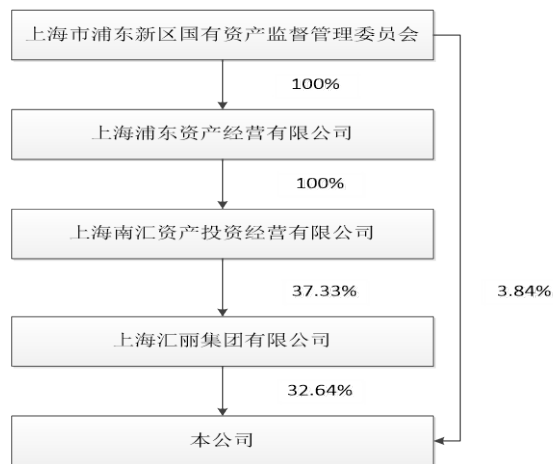 上海市浦东新区国有资产监督管理委员会
100%
上海浦东资产经营有限公司
100%
上海南汇资产投资经营有限公司
37.33%
3.84%
上海汇丽集团有限公司
32.64%
本公司